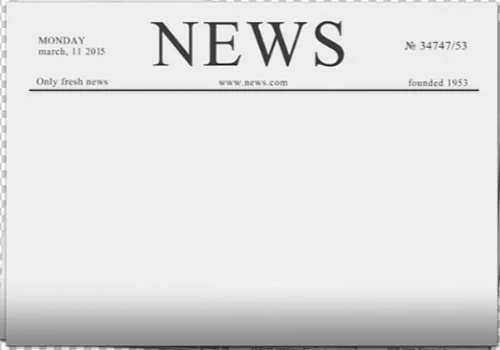 MONDAY
march, 11 2015
NEWS
№ 34747/53
Only fresh news
www.news.com
founded 1953